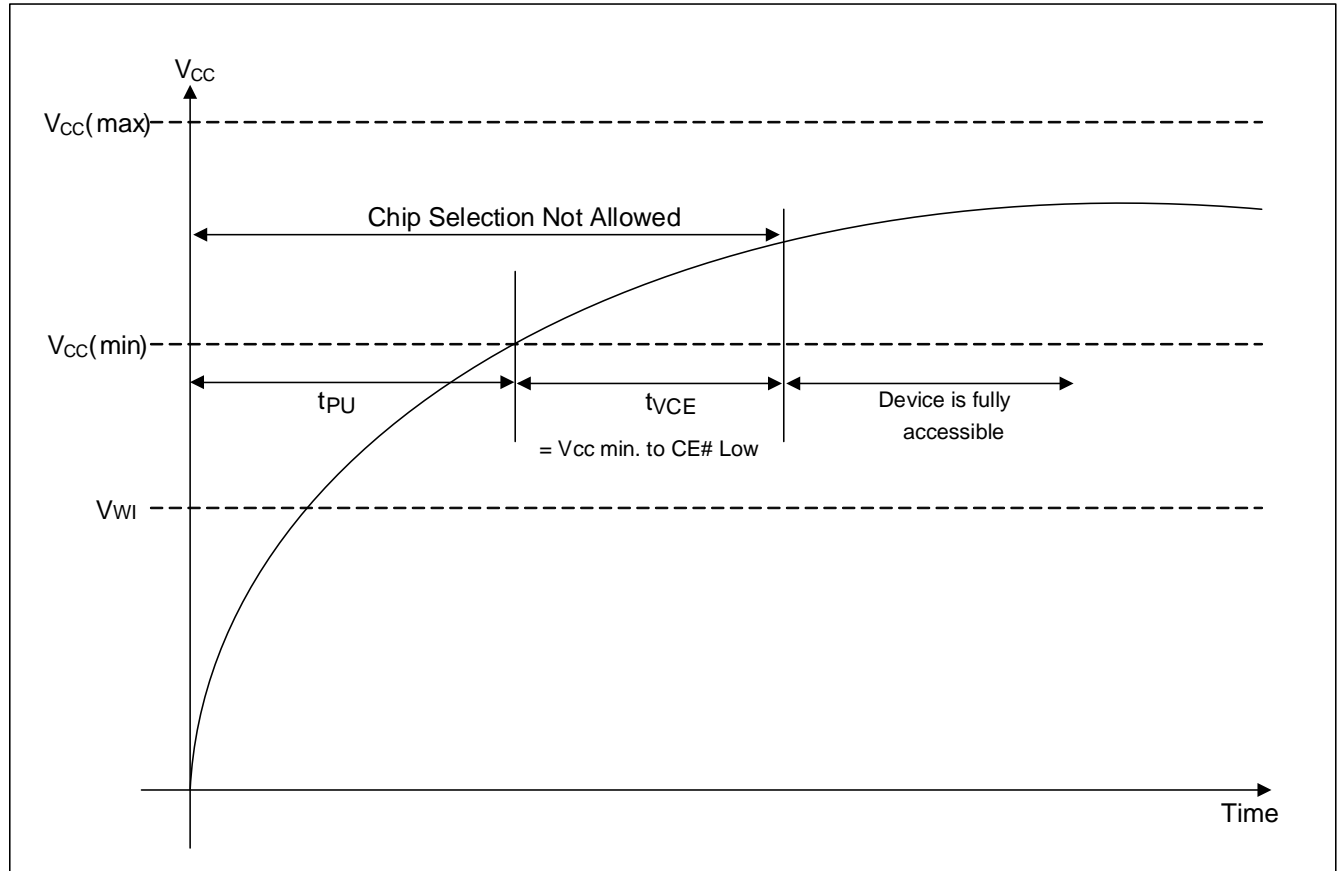 VCC
VCC(max)
Chip Selection Not Allowed
VCC(min)
tPU
tVCE
Device is fully
accessible
= Vcc min. to CE# Low
VWI
Time